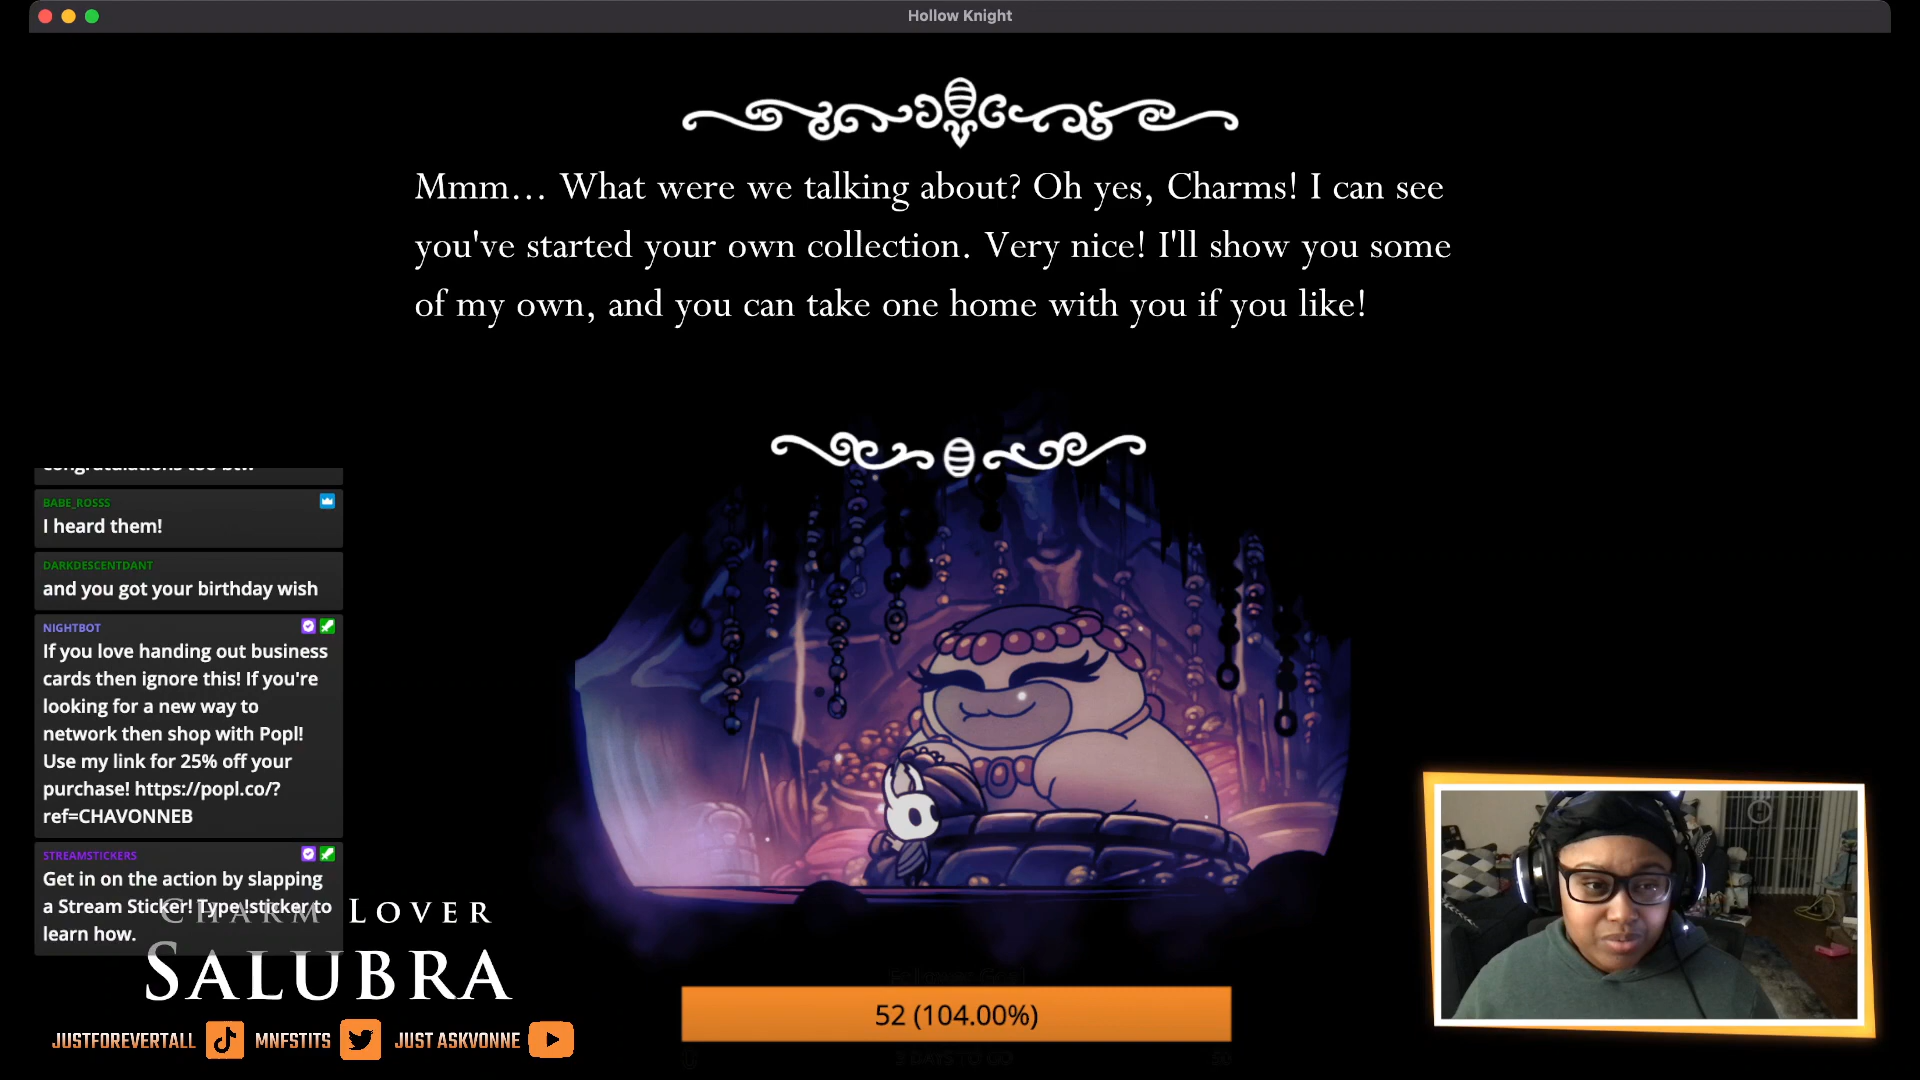 Hollow Knight
Mmm... What were we talking about? Oh yes, Charms! I can see
you've started your own collection. Very nice! I'll show you some
of my own, and you can take one home with you if you like!
BABE_ROSSS
I heard them!
DARKDESCENTDANT
and you got your birthday wish
NIGHTBOT
If you love handing out business
cards then ignore this! If you're
looking for a new way to
network then shop with Popl!
Use my link for 25% off your
purchase! https://popl.co/?
ref=CHAVONNEB
STREAMSTICKERS
Get in on the action by slapping
a Stream Sticker! Type !sticker to
learn how.
CHARM LOVER
SALUBRA
52 (104.00%)
JUSTFOREVERTALL
MNFSTITS
JUST ASKVONNE